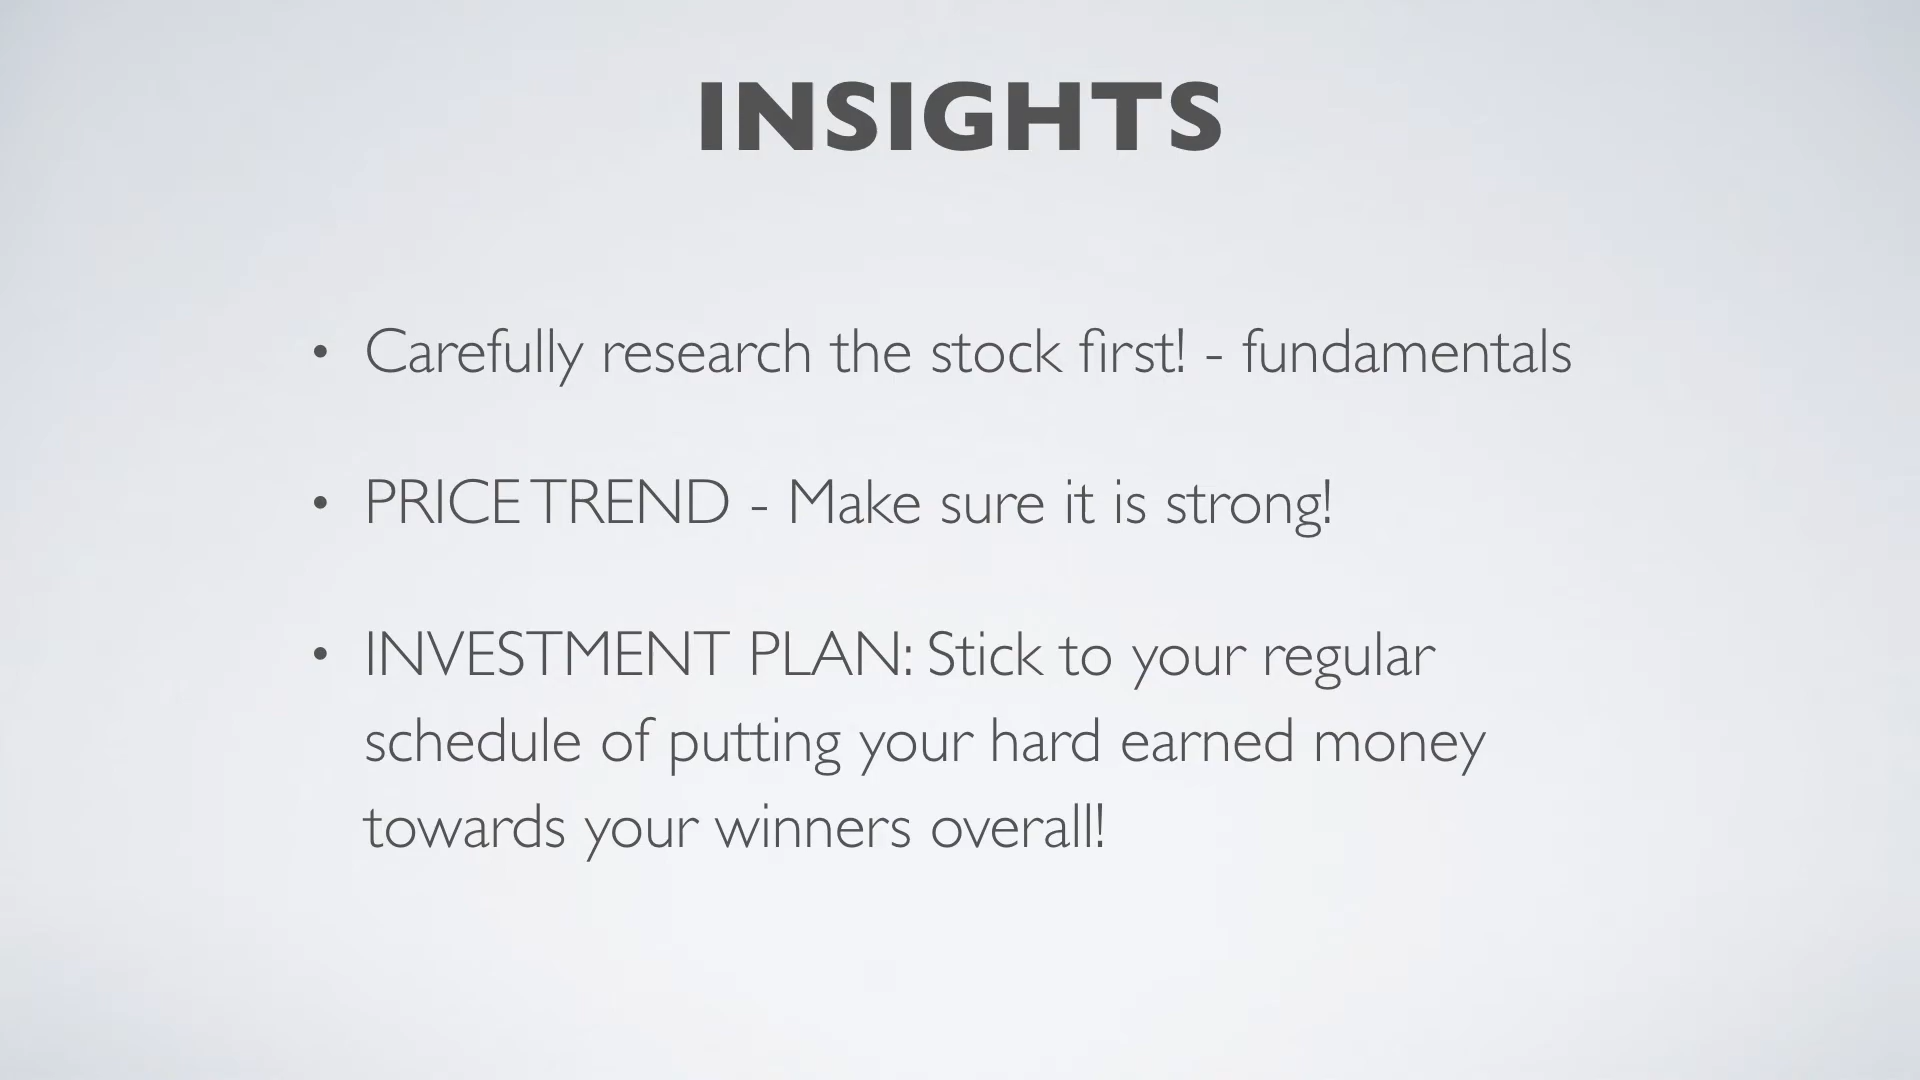 INSIGHTS
• Carefully research the stock first! - fundamentals
• PRICE TREND - Make sure it is strong!
• INVESTMENT PLAN: Stick to your regular
schedule of putting your hard earned money
towards your winners overall!